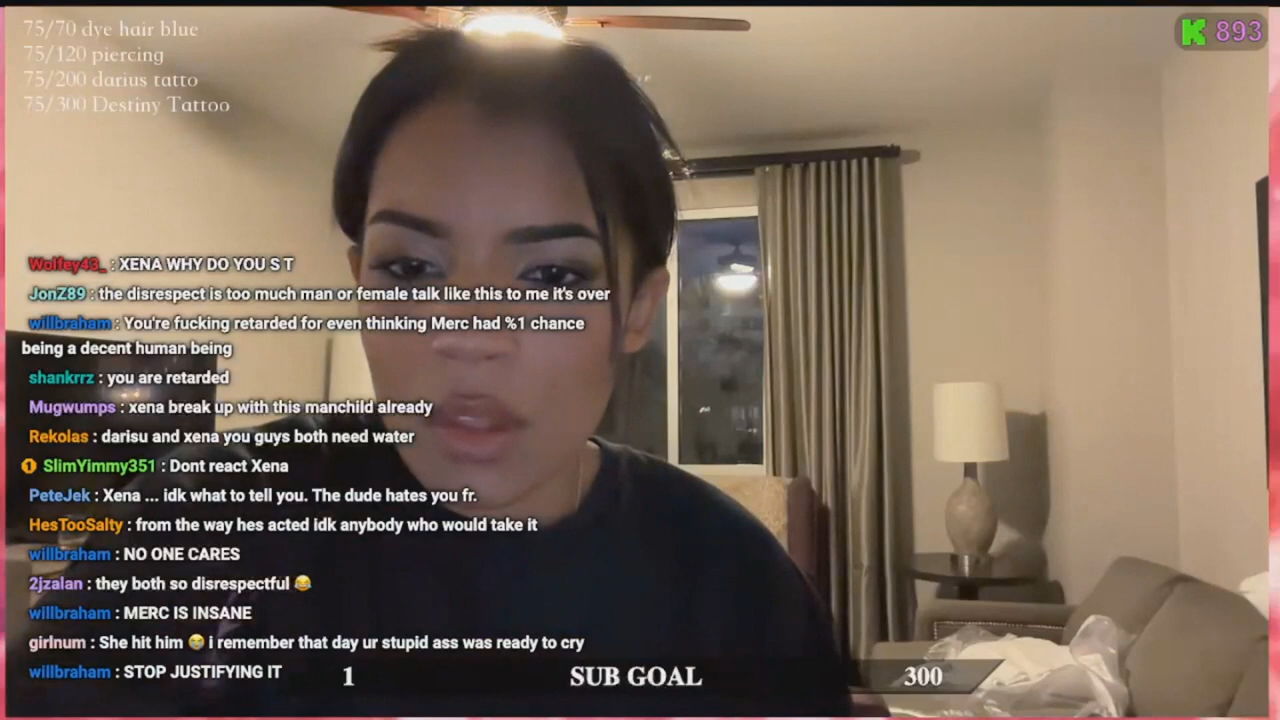 75/70 dye hair blue
75/120 piercing
75/200 darius tatto
75/300 Destiny Tattoo
K 893
Wolfey43_ : XENA WHY DO YOU S T
JonZ89 : the disrespect is too much man or female talk like this to me it's over
willbraham : You're fucking retarded for even thinking Merc had %1 chance
being a decent human being
shankrrz : you are retarded
Mugwumps : xena break up with this manchild already
Rekolas : darisu and xena you guys both need water
1 SlimYimmy351 : Dont react Xena
PeteJek : Xena ... idk what to tell you. The dude hates you fr.
HesTooSalty : from the way hes acted idk anybody who would take it
willbraham : NO ONE CARES
2jzalan : they both so disrespectful 😂
willbraham : MERC IS INSANE
girlnum : She hit him 😭 i remember that day ur stupid ass was ready to cry
willbraham : STOP JUSTIFYING IT
1 SUB GOAL 300